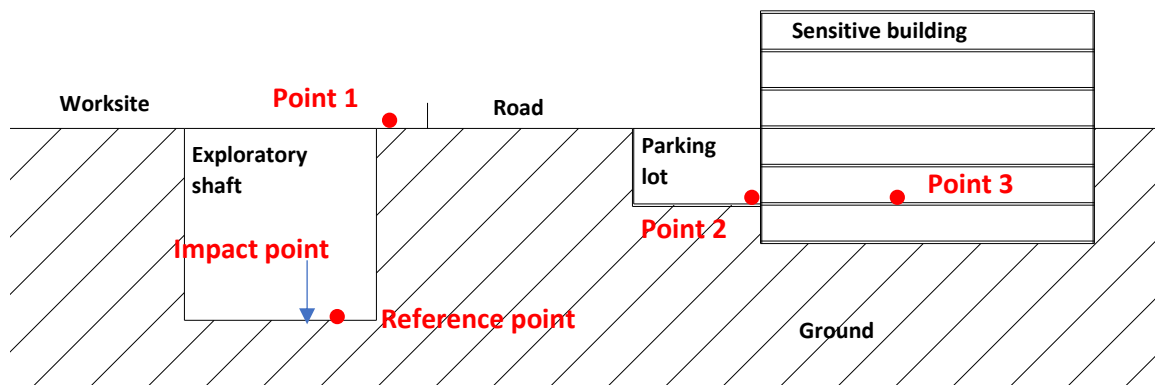 Sensitive building
Worksite
Point 1
Road
Exploratory
shaft
Parking
lot
Point 3
Point 2
Impact point
Reference point
Ground